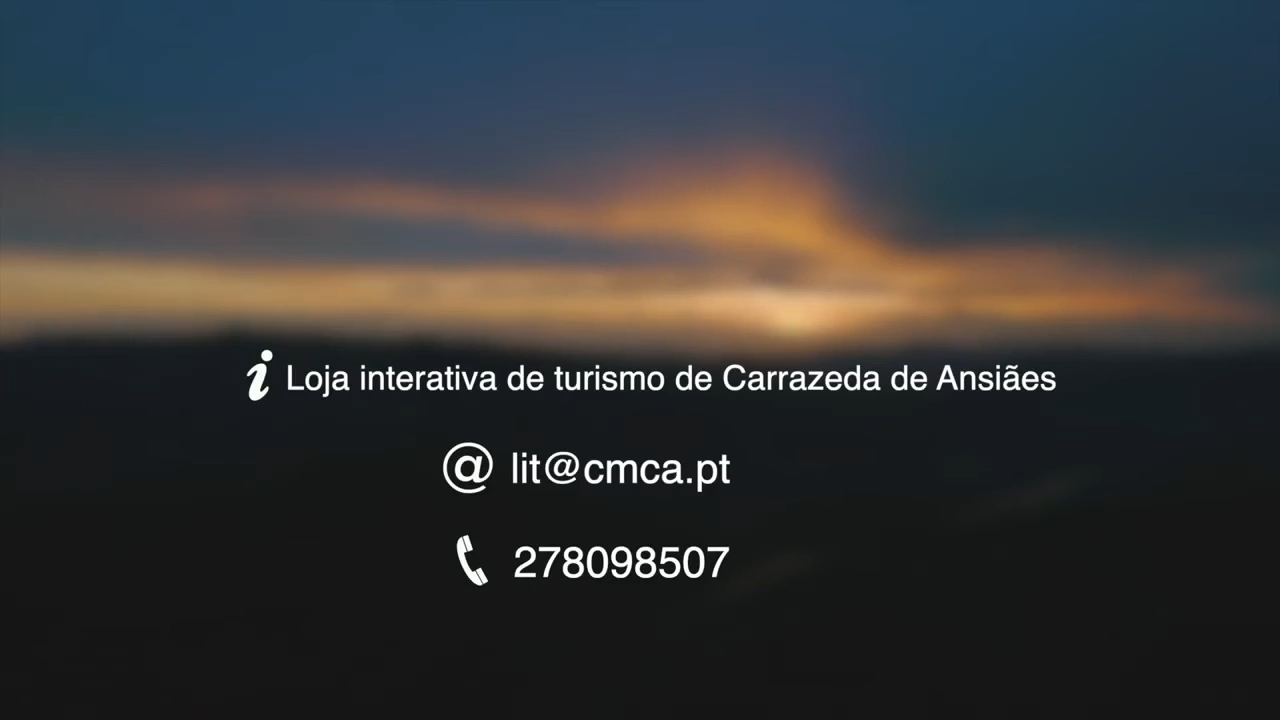 i Loja interativa de turismo de Carrazeda de Ansiães
@ lit@cmca.pt
278098507